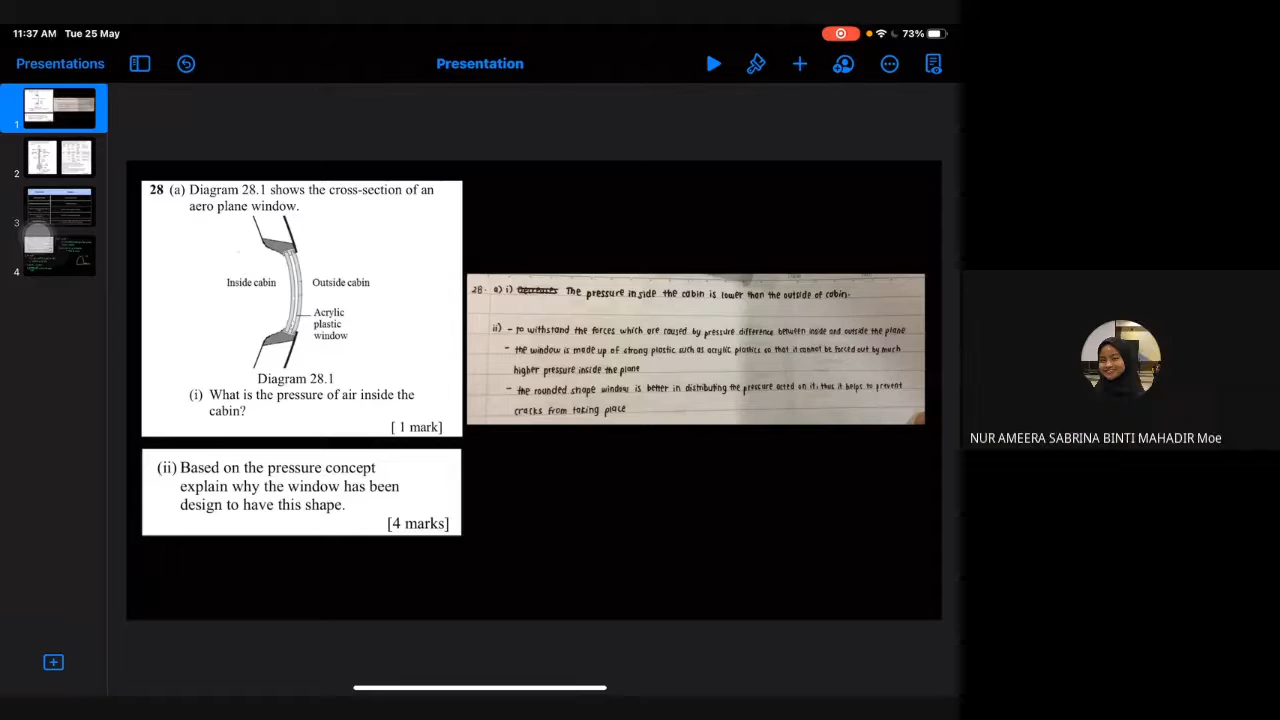 11:37 AM Tue 25 May
73%
Presentations
Presentation
1
2
3
4
28 (a) Diagram 28.1 shows the cross-section of an
aero plane window.
Inside cabin
Outside cabin
Acrylic
plastic
window
Diagram 28.1
(i) What is the pressure of air inside the
cabin?
[ 1 mark]
(ii) Based on the pressure concept
explain why the window has been
design to have this shape.
[4 marks]
28. a) i) The pressure inside the cabin is lower than the outside of cabin.
ii) - to withstand the forces which are caused by pressure difference between inside and outside the plane
- the window is made up of strong plastic such as acrylic plastics so that it cannot be forced out by much
higher pressure inside the plane
- the rounded shape window is better in distributing the pressure acted on it, thus it helps to prevent
cracks from taking place
NUR AMEERA SABRINA BINTI MAHADIR Moe